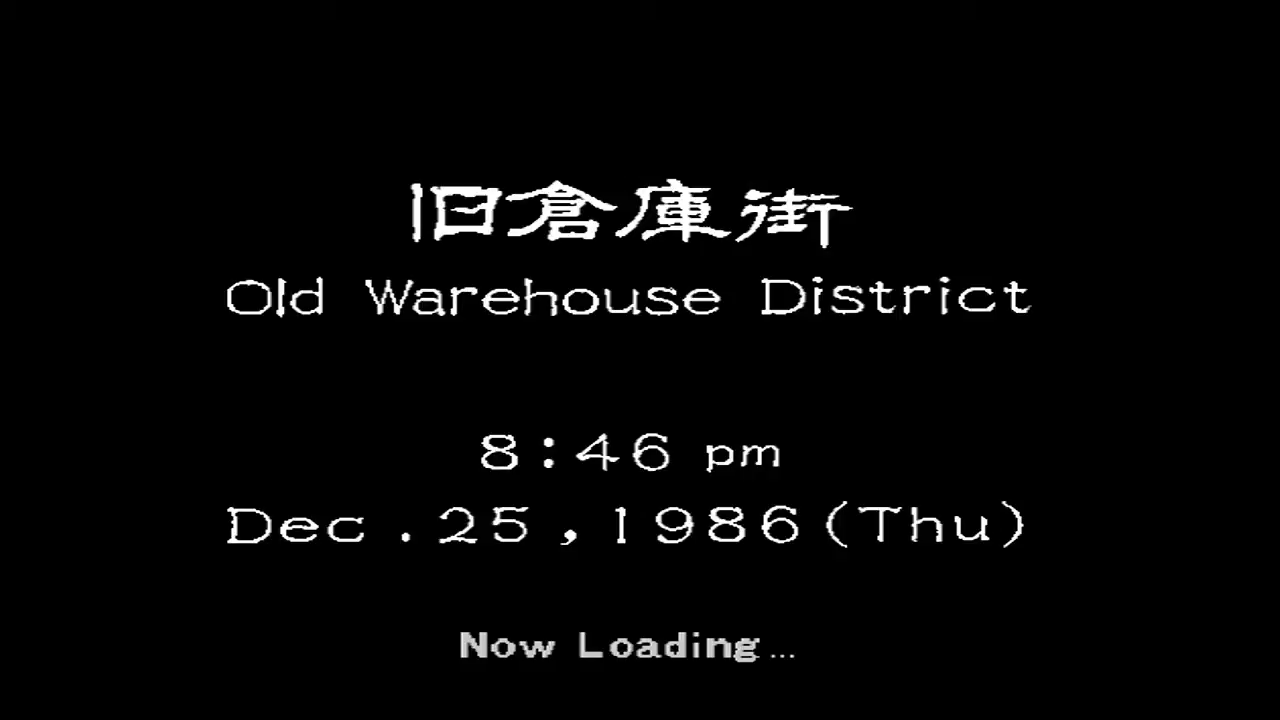 旧倉庫街
Old Warehouse District
8:46 pm
Dec.25,1986(Thu)
Now Loading...